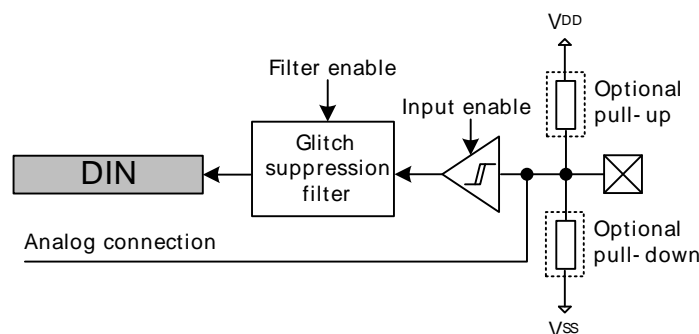 VDD
Filter enable
Optional
pull-up
Input enable
Glitch
suppression
filter
DIN
Optional
pull-down
Analog connection
VSS